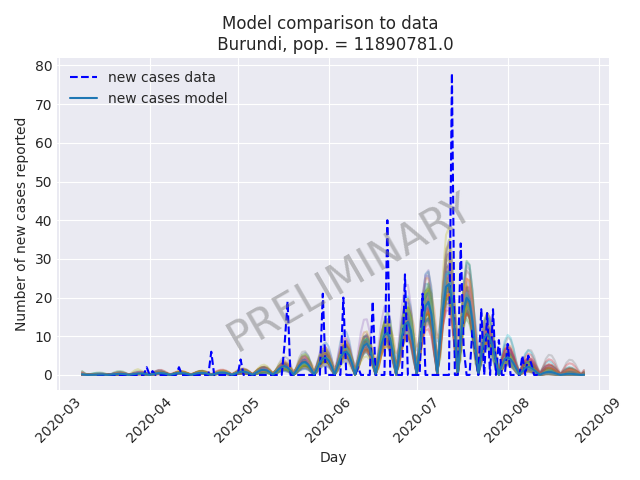 Model comparison to data
Burundi, pop. = 11890781.0
new cases data
new cases model
80
70
60
50
40
30
20
10
0
Number of new cases reported
PRELIMINARY
2020-03
2020-04
2020-05
2020-06
2020-07
2020-08
2020-09
Day